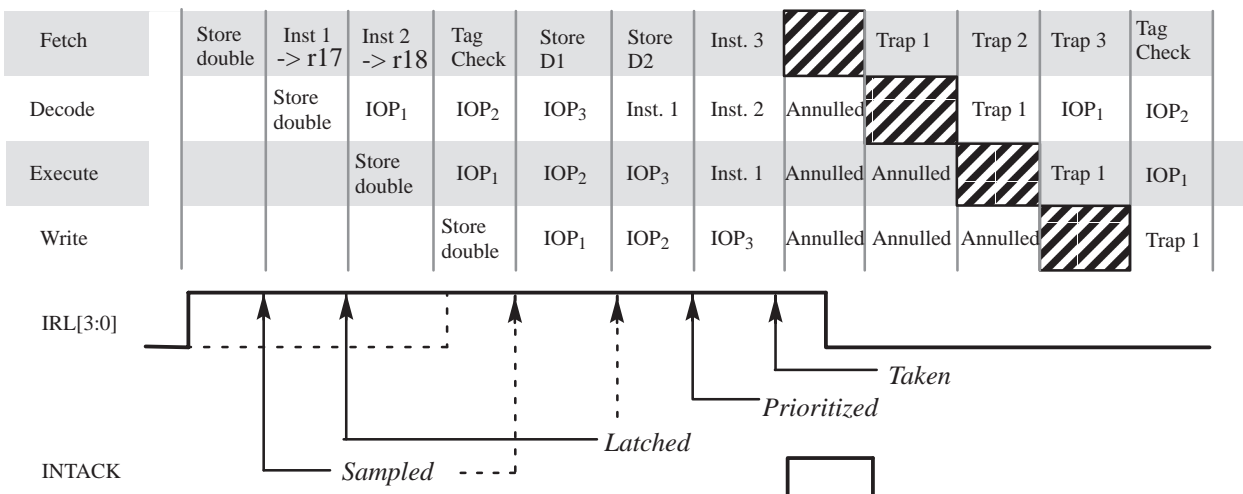 Fetch Store double Inst 1 -> r17 Inst 2 -> r18 Tag Check Store D1 Store D2 Inst. 3 Trap 1 Trap 2 Trap 3 Tag Check
Decode Store double IOP1 IOP2 IOP3 Inst. 1 Inst. 2 Annulled Trap 1 IOP1 IOP2
Execute Store double IOP1 IOP2 IOP3 Inst. 1 Annulled Annulled Trap 1 IOP1
Write Store double IOP1 IOP2 IOP3 Annulled Annulled Annulled Trap 1
IRL[3:0]
Taken
Prioritized
Latched
INTACK Sampled